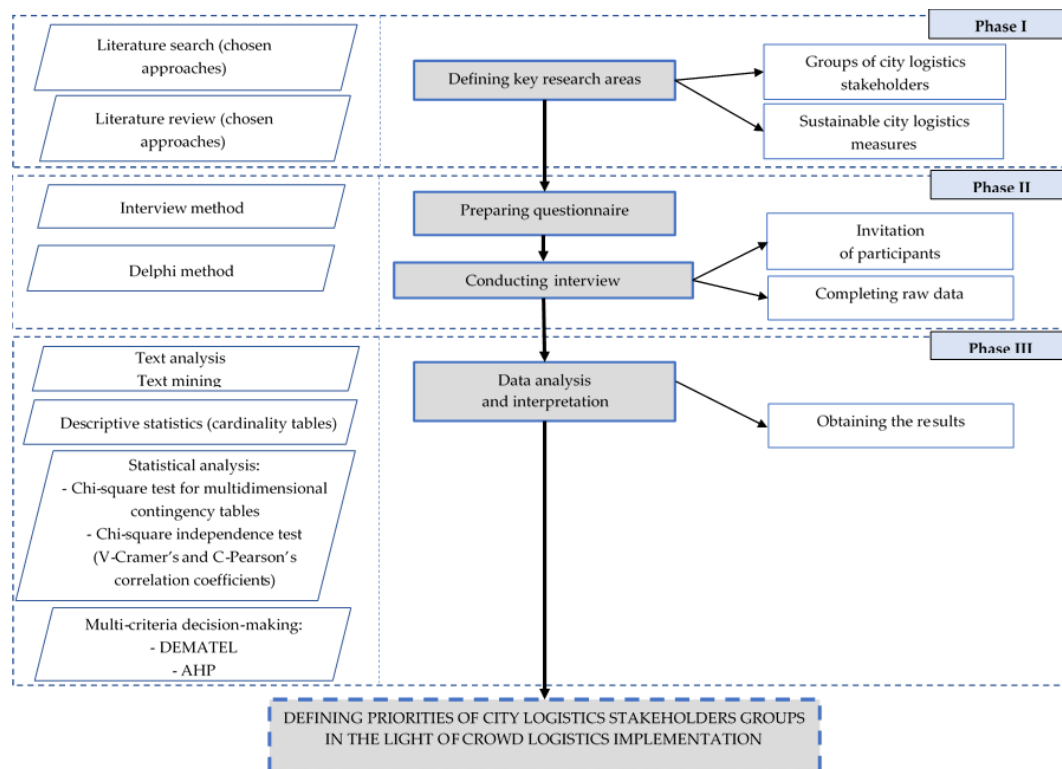 Phase I
Literature search (chosen
approaches)
Literature review (chosen
approaches)
Defining key research areas
Groups of city logistics
stakeholders
Sustainable city logistics
measures
Phase II
Interview method
Delphi method
Preparing questionnaire
Conducting interview
Invitation
of participants
Completing raw data
Phase III
Text analysis
Text mining
Descriptive statistics (cardinality tables)
Statistical analysis:
- Chi-square test for multidimensional
contingency tables
- Chi-square independence test
(V-Cramer's and C-Pearson's
correlation coefficients)
Multi-criteria decision-making:
- DEMATEL
- AHP
Data analysis
and interpretation
Obtaining the results
DEFINING PRIORITIES OF CITY LOGISTICS STAKEHOLDERS GROUPS
IN THE LIGHT OF CROWD LOGISTICS IMPLEMENTATION